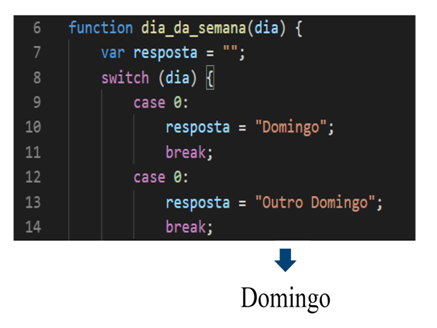 6 function dia_da_semana(dia) {
7 var resposta = "";
8 switch (dia) {
9 case 0:
10 resposta = "Domingo";
11 break;
12 case 0:
13 resposta = "Outro Domingo";
14 break;
Domingo